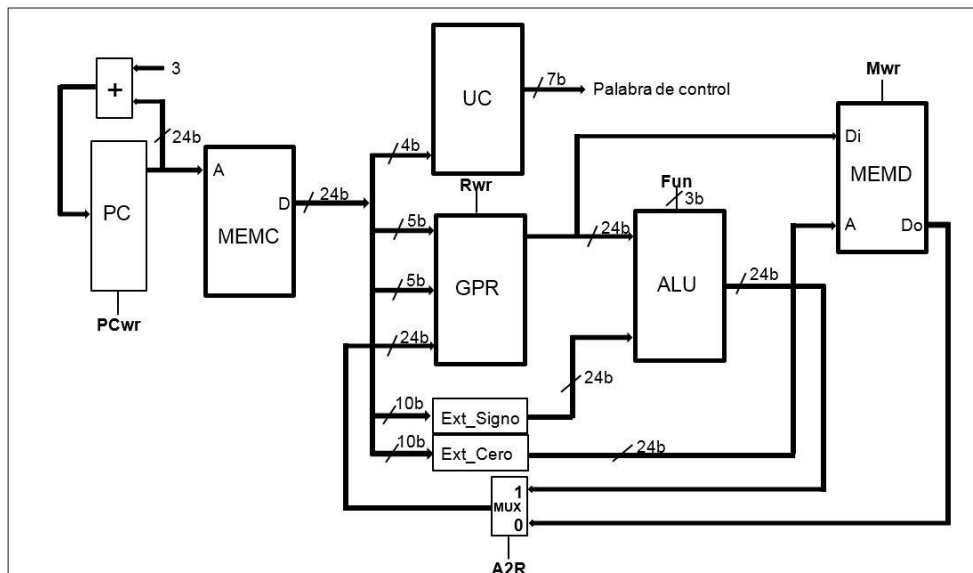 3
+
24b
PC
PCwr
A
D
MEMC
24b
UC
7b
Palabra de control
4b
Rwr
5b
5b
24b
GPR
24b
Fun
3b
ALU
24b
Mwr
Di
MEMD
A
Do
10b
Ext_Signo
24b
10b
Ext_Cero
24b
1
MUX
0
A2R